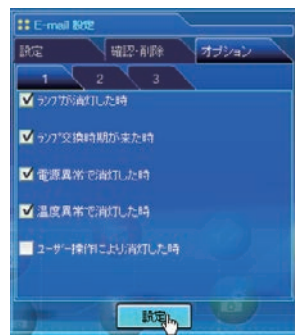 E-mail 設定
設定 確認・削除 オプション
1 2 3
ランプが消灯した時
ランプ交換時期が来た時
電源異常で消灯した時
温度異常で消灯した時
ユーザー操作により消灯した時
設定